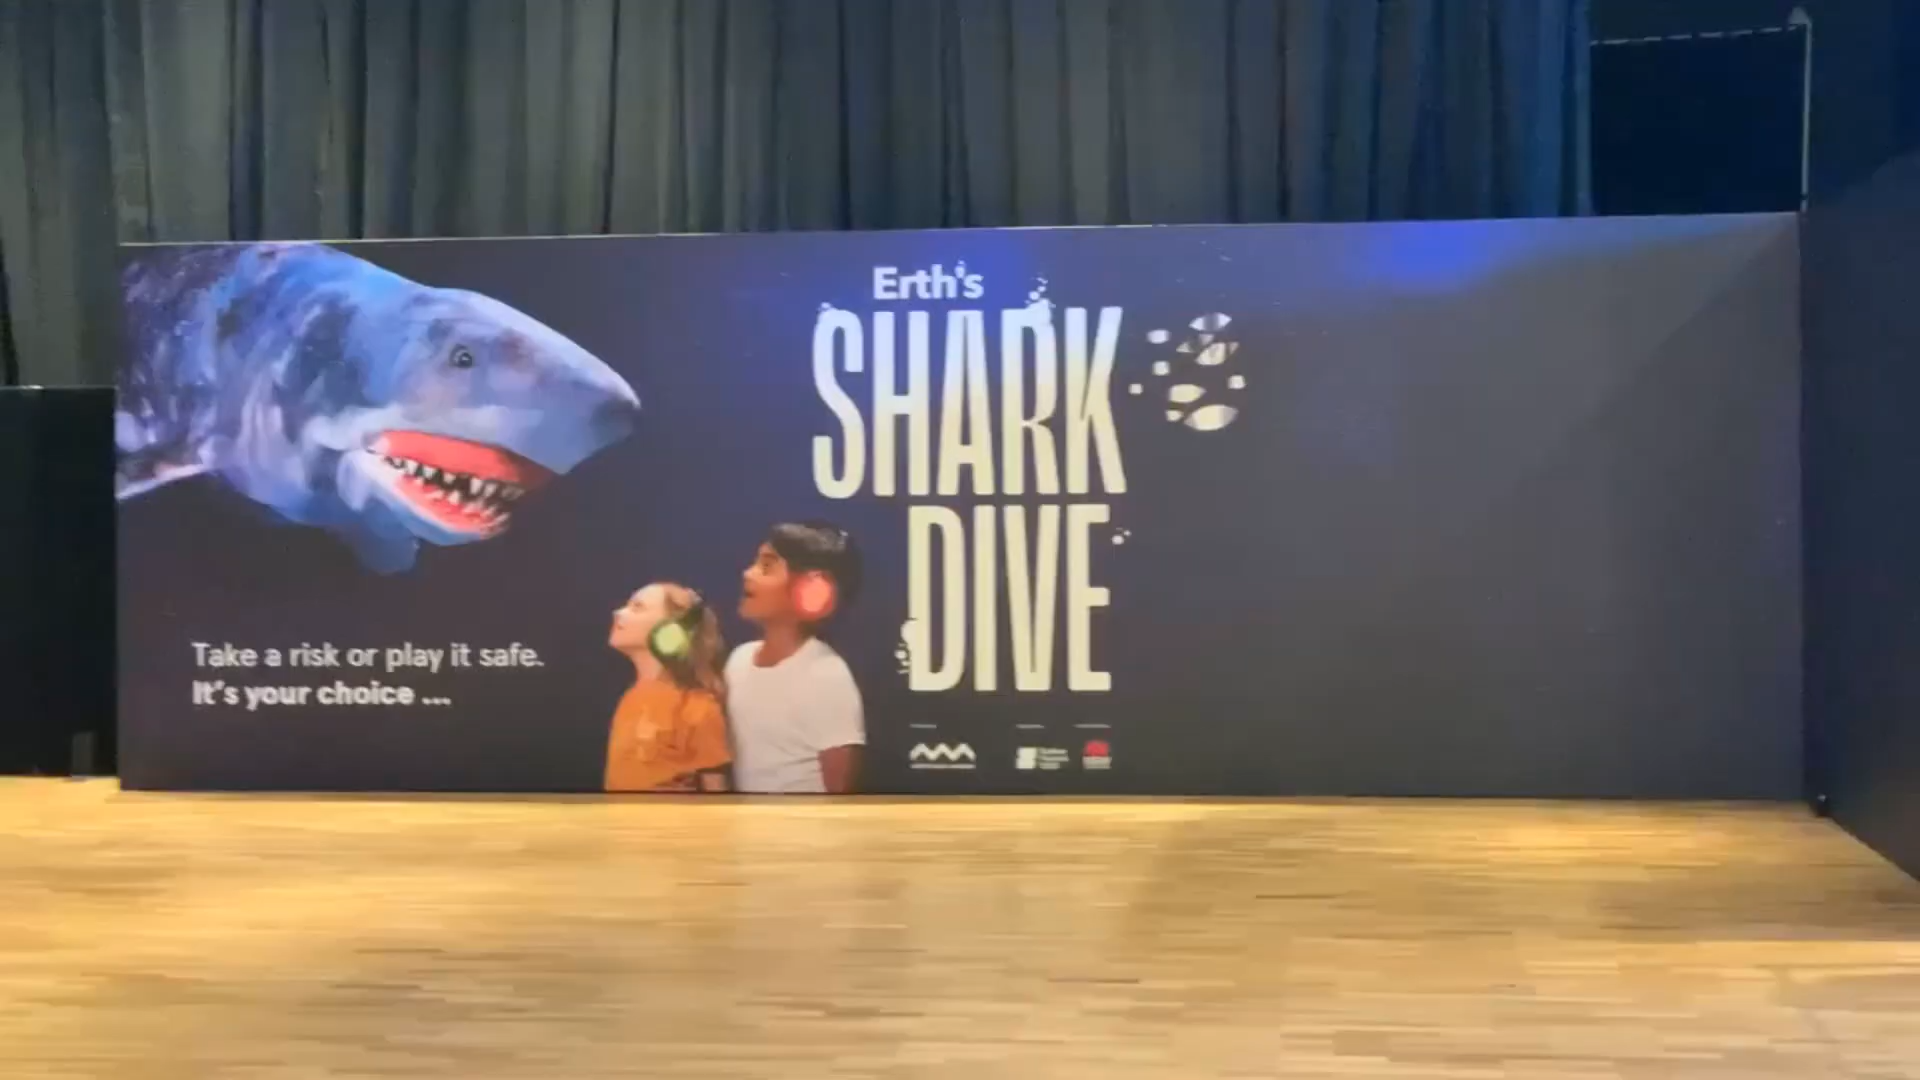 Erth's
SHARK
DIVE
Take a risk or play it safe.
It's your choice ...